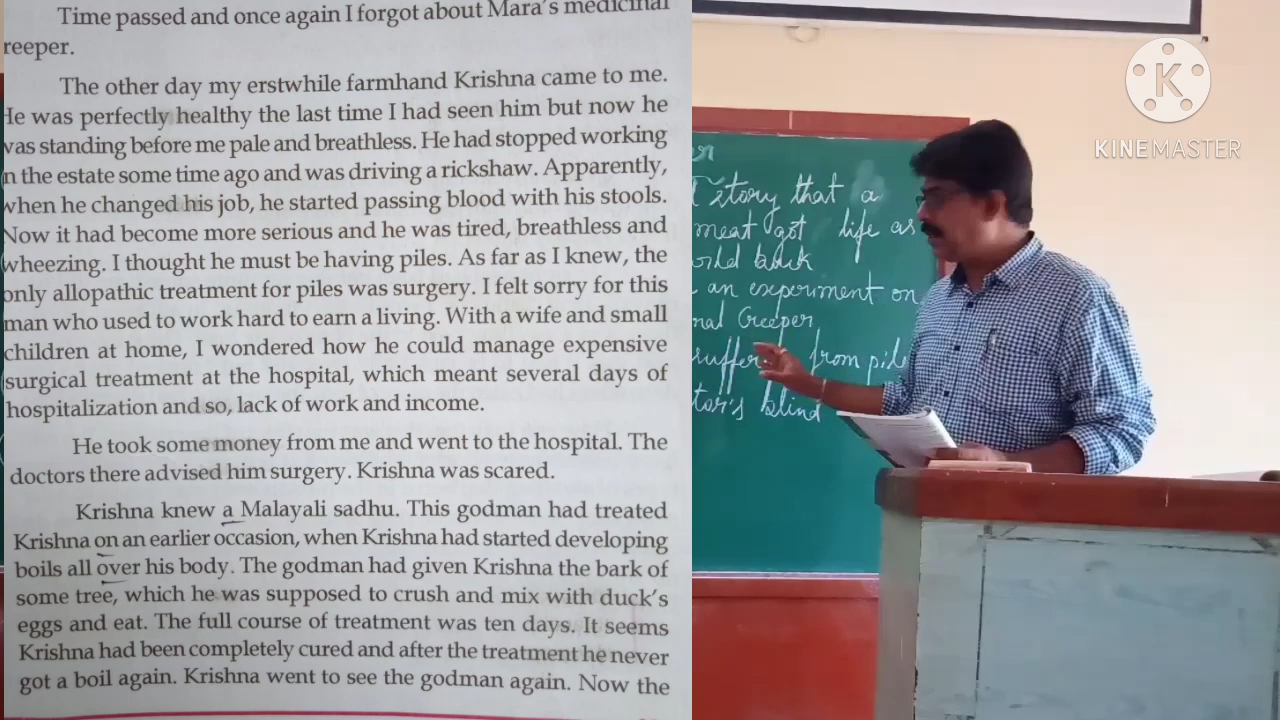 Time passed and once again I forgot about Mara's medicinal
reeper.
The other day my erstwhile farmhand Krishna came to me.
He was perfectly healthy the last time I had seen him but now he
was standing before me pale and breathless. He had stopped working
n the estate some time ago and was driving a rickshaw. Apparently,
when he changed his job, he started passing blood with his stools.
Now it had become more serious and he was tired, breathless and
wheezing. I thought he must be having piles. As far as I knew, the
only allopathic treatment for piles was surgery. I felt sorry for this
man who used to work hard to earn a living. With a wife and small
children at home, I wondered how he could manage expensive
surgical treatment at the hospital, which meant several days of
hospitalization and so, lack of work and income.
He took some money from me and went to the hospital. The
doctors there advised him surgery. Krishna was scared.
Krishna knew a Malayali sadhu. This godman had treated
Krishna on an earlier occasion, when Krishna had started developing
boils all over his body. The godman had given Krishna the bark of
some tree, which he was supposed to crush and mix with duck's
eggs and eat. The full course of treatment was ten days. It seems
Krishna had been completely cured and after the treatment he never
got a boil again. Krishna went to see the godman again. Now the
er
story that a
meat got life as
back
an experiment on
nal Creeper
suffer from pile
tor's blind
K
KINEMASTER